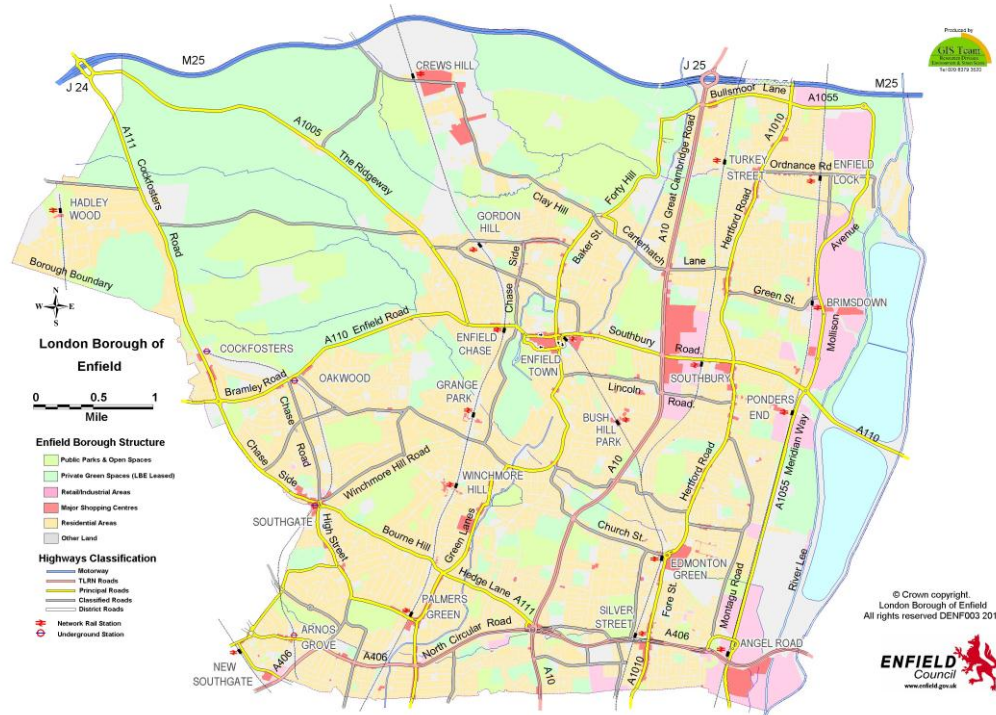 Produced by
GIS Team
M25
J 24
CREWS HILL
J 25
M25
Bullsmoor Lane
A1055
A111
A1005
A1010
Cockfosters
The Ridgeway
A10 Great Cambridge Road
TURKEY
STREET
Ordnance Rd
ENFIELD
LOCK
HADLEY
WOOD
Road
Clay Hill
Forty Hill
Hertford Road
GORDON
HILL
Side
Baker St.
Carterhatch
Lane
Avenue
Borough Boundary
N
W
E
S
Chase
Green St.
BRIMSDOWN
Mollison
A110 Enfield Road
ENFIELD
CHASE
ENFIELD
TOWN
Southbury
Road.
London Borough of
Enfield
COCKFOSTERS
Bramley Road
OAKWOOD
GRANGE
PARK
Lincoln
Road.
SOUTHBURY
PONDERS
END
0 0.5 1
Mile
Chase
Road
BUSH
HILL
PARK
A110
Enfield Borough Structure
Public Parks & Open Spaces
Private Green Spaces (LBE Leased)
Retail/Industrial Areas
Major Shopping Centres
Residential Areas
Other Land
Chase
Side
Winchmore Hill Road
WINCHMORE
HILL
A10
Hertford Road
A1055 Meridian Way
SOUTHGATE
High Street
Bourne Hill
Green Lanes
Church St.
EDMONTON
GREEN
River Lee
Highways Classification
Motorway
TLRN Roads
Principal Roads
Classified Roads
District Roads
Network Rail Station
Underground Station
Hedge Lane
A111
PALMERS
GREEN
SILVER
STREET
Fore St.
Montagu Road
ARNOS
GROVE
North Circular Road
A406
A406
ANGEL ROAD
NEW
SOUTHGATE
A406
A10
A1010
© Crown copyright.
London Borough of Enfield
All rights reserved DENF003 201
ENFIELD
Council
www.enfield.gov.uk